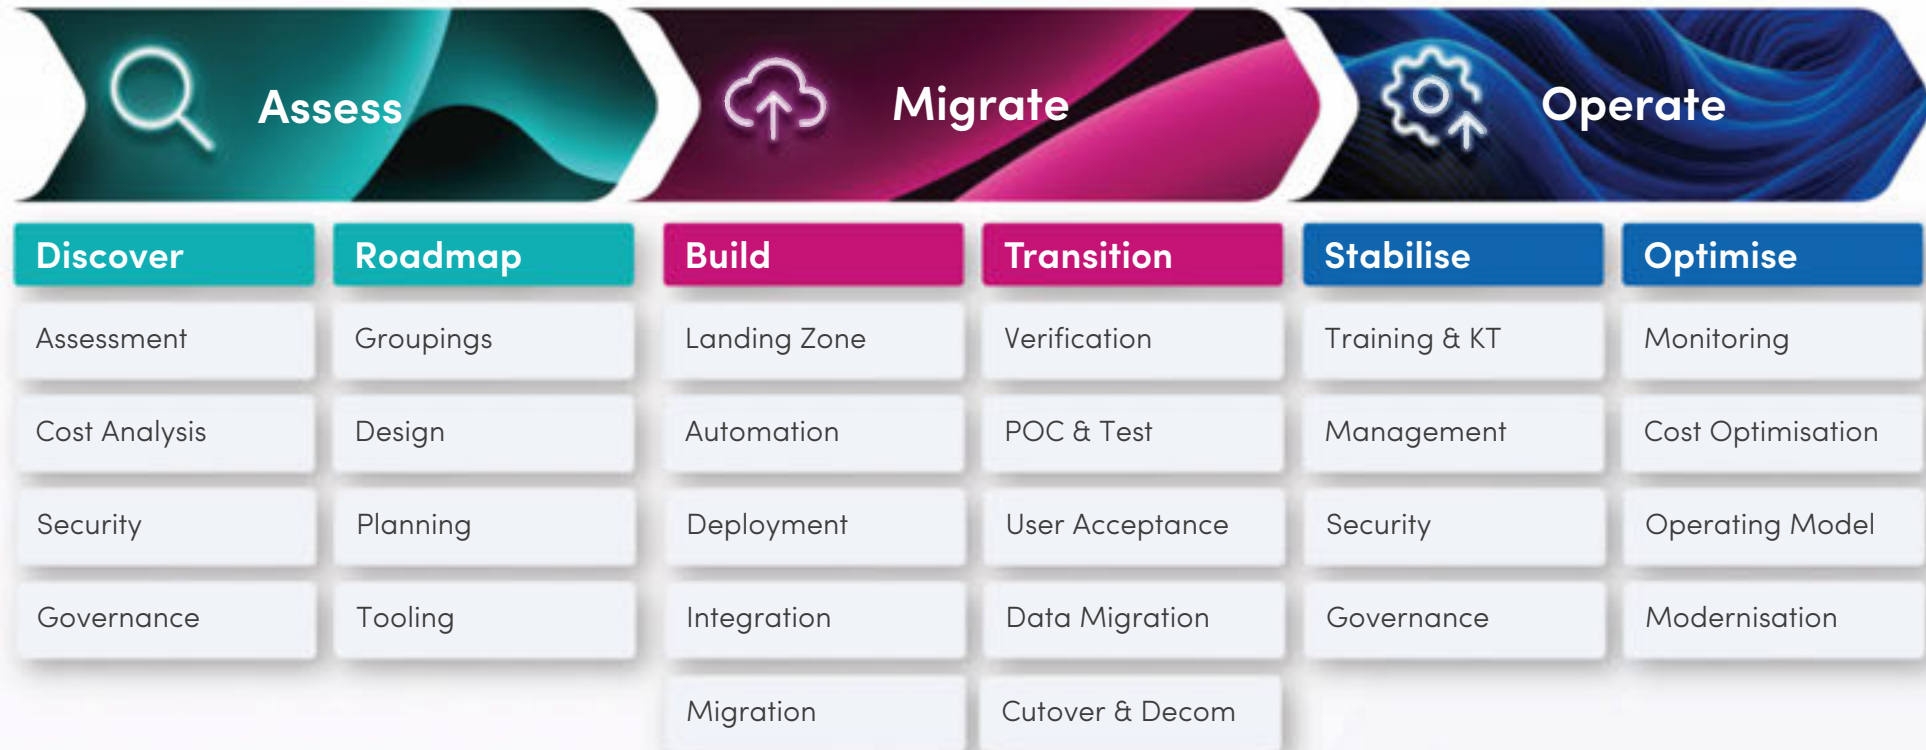 Assess
Migrate
Operate
Discover
Roadmap
Build
Transition
Stabilise
Optimise
Assessment
Groupings
Landing Zone
Verification
Training & KT
Monitoring
Cost Analysis
Design
Automation
POC & Test
Management
Cost Optimisation
Security
Planning
Deployment
User Acceptance
Security
Operating Model
Governance
Tooling
Integration
Data Migration
Governance
Modernisation
Migration
Cutover & Decom